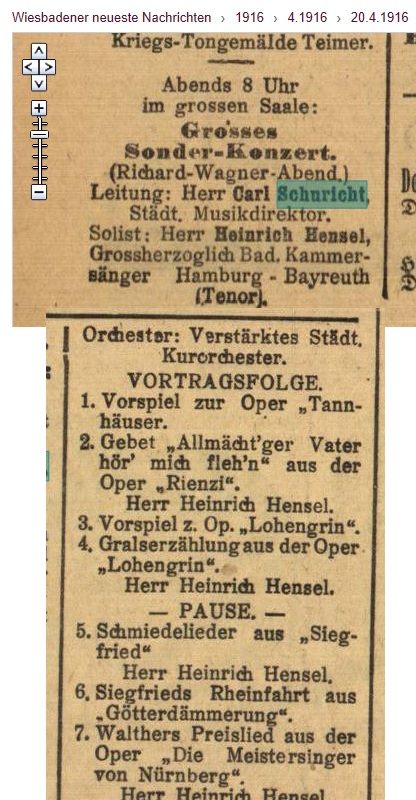 Wiesbadener neueste Nachrichten › 1916 › 4.1916 › 20.4.1916
Kriegs-Tongemälde Teimer.
Abends 8 Uhr
im grossen Saale:
Grosses
Sonder-Konzert.
(Richard-Wagner-Abend.)
Leitung: Herr Carl Schuricht,
Städt. Musikdirektor.
Solist: Herr Heinrich Hensel,
Grossherzoglich Bad. Kammer-
sänger Hamburg - Bayreuth
(Tenor).
Orchester: Verstärktes Städt.
Kurorchester.
VORTRAGSFOLGE.
1. Vorspiel zur Oper „Tann-
häuser.
2. Gebet „Allmächt'ger Vater
hör' mich fleh'n“ aus der
Oper „Rienzi“.
Herr Heinrich Hensel.
3. Vorspiel z. Op. „Lohengrin“.
4. Gralserzählung aus der Oper
„Lohengrin“.
Herr Heinrich Hensel.
— PAUSE. —
5. Schmiedelieder aus „Sieg-
fried“
Herr Heinrich Hensel.
6. Siegfrieds Rheinfahrt aus
„Götterdämmerung“.
7. Walthers Preislied aus der
Oper „Die Meistersinger
von Nürnberg“.
Herr Heinrich Hensel